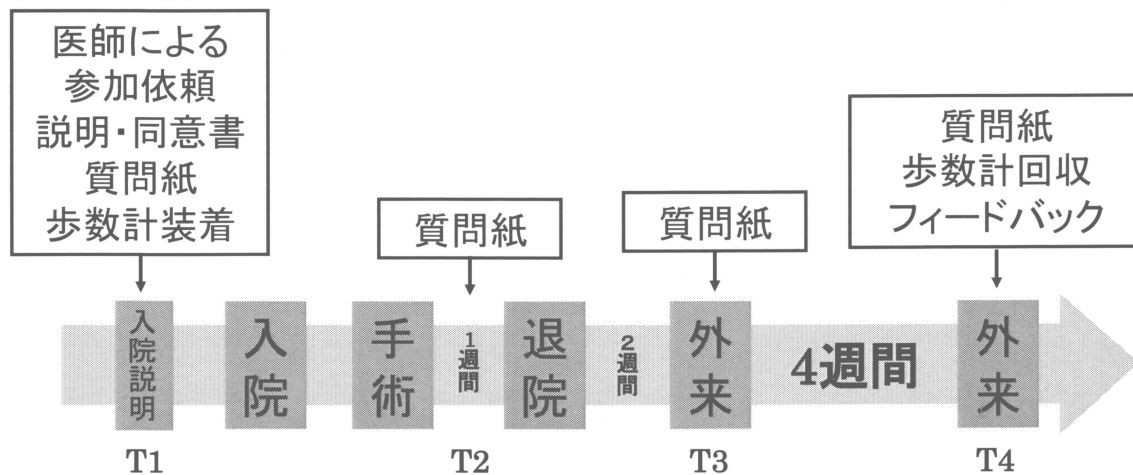 医師による
参加依頼
説明・同意書
質問紙
歩数計装着
質問紙
質問紙
質問紙
歩数計回収
フィードバック
入院説明
入院
手術
1週間
退院
2週間
外来
4週間
外来
T1
T2
T3
T4